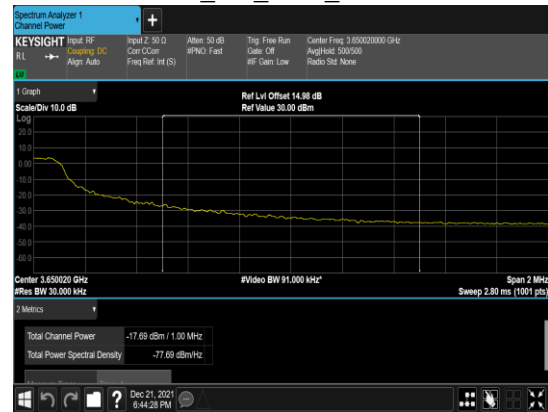 Spectrum Analyzer 1
Channel Power
KEYSIGHT Input: RF Input Z: 50 Ω Atten: 50 dB Trig: Free Run Center Freq: 3.650020000 GHz
RL Coupling: DC Corr CCorr #PNO: Fast Gate: Off Avg|Hold: 500/500
Align: Auto Freq Ref: Int (S) #IF Gain: Low Radio Std: None
1 Graph
Ref Lvl Offset 14.98 dB
Scale/Div 10.0 dB Ref Value 30.00 dBm
Log
20.0
10.0
0.00
-10.0
-20.0
-30.0
-40.0
-50.0
-60.0
Center 3.650020 GHz #Video BW 91.000 kHz* Span 2 MHz
#Res BW 30.000 kHz Sweep 2.80 ms (1001 pts)
2 Metrics
Total Channel Power -17.69 dBm / 1.00 MHz
Total Power Spectral Density -77.69 dBm/Hz
? Dec 21, 2021
6:44:28 PM